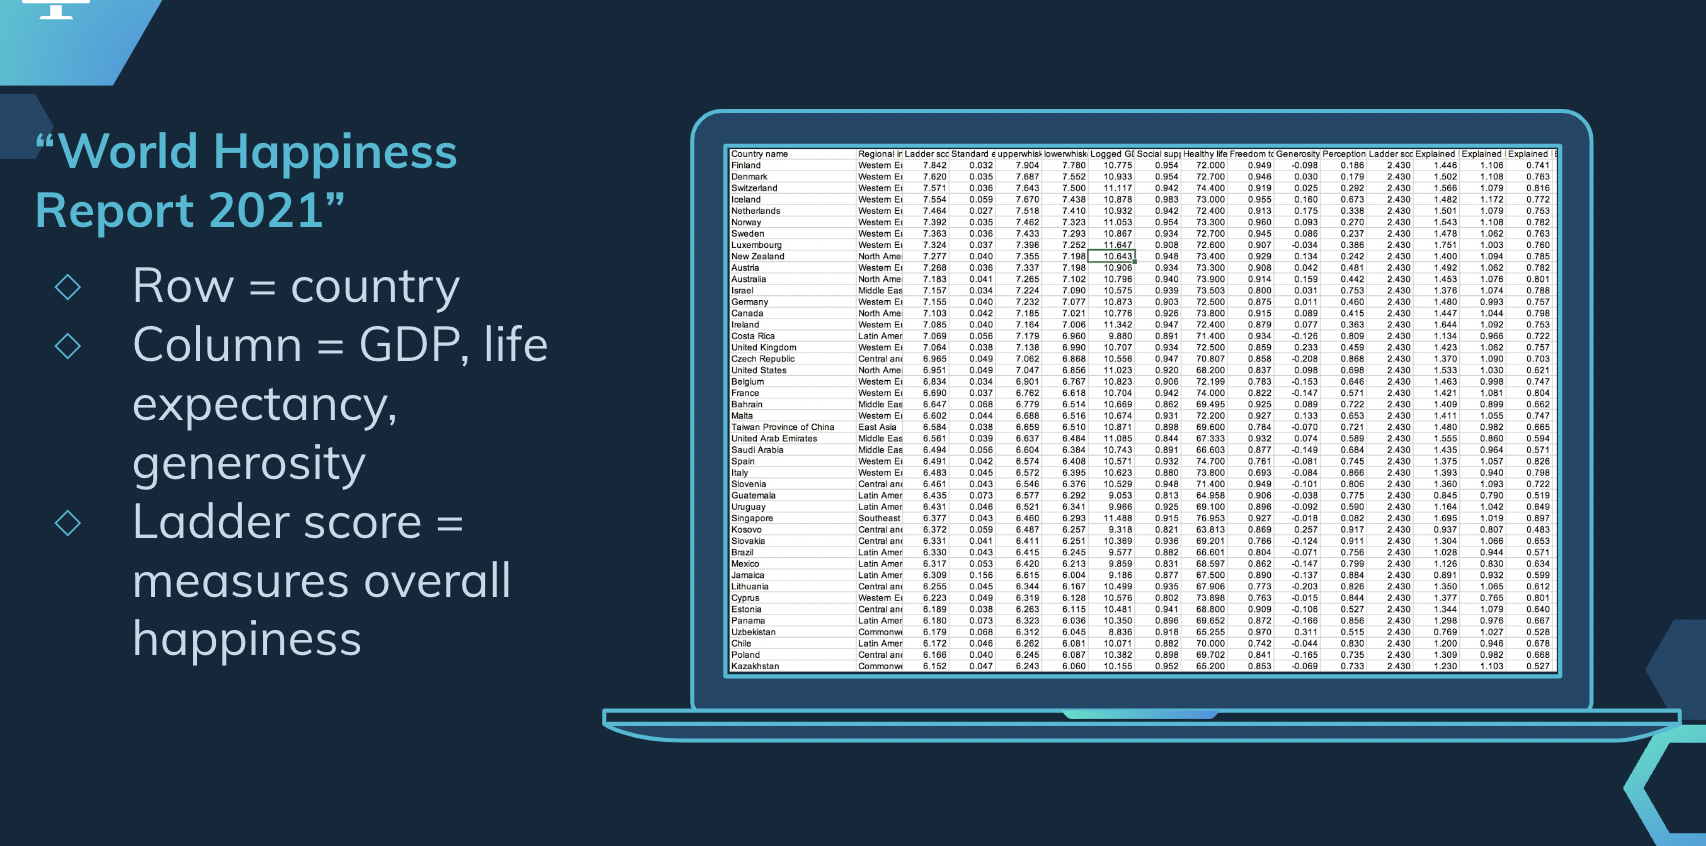 “World Happiness
Report 2021”
Row = country
Column = GDP, life
expectancy,
generosity
Ladder score =
measures overall
happiness
Country name Regional in Ladder sco Standard e upperwhisk lowerwhisk Logged GD Social supp Healthy life Freedom to Generosity Perception Ladder sco Explained Explained Explained
Finland Western Eu 7.842 0.032 7.904 7.780 10.775 0.954 72.000 0.949 -0.098 0.186 2.430 1.446 1.106 0.741
Denmark Western Eu 7.620 0.035 7.687 7.552 10.933 0.954 72.700 0.946 0.030 0.179 2.430 1.502 1.108 0.763
Switzerland Western Eu 7.571 0.036 7.643 7.500 11.117 0.942 74.400 0.919 0.025 0.292 2.430 1.566 1.079 0.816
Iceland Western Eu 7.554 0.059 7.670 7.438 10.878 0.983 73.000 0.955 0.160 0.673 2.430 1.482 1.172 0.772
Netherlands Western Eu 7.464 0.027 7.518 7.410 10.932 0.942 72.400 0.913 0.175 0.338 2.430 1.501 1.079 0.753
Norway Western Eu 7.392 0.035 7.462 7.323 11.053 0.954 73.300 0.960 0.093 0.270 2.430 1.543 1.108 0.782
Sweden Western Eu 7.363 0.036 7.433 7.293 10.867 0.934 72.700 0.945 0.086 0.237 2.430 1.478 1.062 0.763
Luxembourg Western Eu 7.324 0.037 7.396 7.252 11.647 0.908 72.600 0.907 -0.034 0.386 2.430 1.751 1.003 0.760
New Zealand North Ame 7.277 0.040 7.355 7.198 10.643 0.948 73.400 0.929 0.134 0.242 2.430 1.400 1.094 0.785
Austria Western Eu 7.268 0.036 7.337 7.198 10.906 0.934 73.300 0.908 0.042 0.481 2.430 1.492 1.062 0.782
Australia North Ame 7.183 0.041 7.265 7.102 10.796 0.940 73.900 0.914 0.159 0.442 2.430 1.453 1.076 0.801
Israel Middle Eas 7.157 0.034 7.224 7.090 10.575 0.939 73.503 0.800 0.031 0.753 2.430 1.376 1.074 0.788
Germany Western Eu 7.155 0.040 7.232 7.077 10.873 0.903 72.500 0.875 0.011 0.460 2.430 1.480 0.993 0.757
Canada North Ame 7.103 0.042 7.185 7.021 10.776 0.926 73.800 0.915 0.089 0.415 2.430 1.447 1.044 0.798
Ireland Western Eu 7.085 0.040 7.164 7.006 11.342 0.947 72.400 0.879 0.077 0.363 2.430 1.644 1.092 0.753
Costa Rica Latin Amer 7.069 0.056 7.179 6.960 9.880 0.891 71.400 0.934 -0.126 0.809 2.430 1.134 0.966 0.722
United Kingdom Western Eu 7.064 0.038 7.138 6.990 10.707 0.934 72.500 0.859 0.233 0.459 2.430 1.423 1.062 0.757
Czech Republic Central and 6.965 0.049 7.062 6.868 10.556 0.947 70.807 0.858 -0.208 0.868 2.430 1.370 1.090 0.703
United States North Ame 6.951 0.049 7.047 6.856 11.023 0.920 68.200 0.837 0.098 0.698 2.430 1.533 1.030 0.621
Belgium Western Eu 6.834 0.034 6.901 6.767 10.823 0.906 72.199 0.783 -0.153 0.646 2.430 1.463 0.998 0.747
France Western Eu 6.690 0.037 6.762 6.618 10.704 0.942 74.000 0.822 -0.147 0.571 2.430 1.421 1.081 0.804
Bahrain Middle Eas 6.647 0.068 6.779 6.514 10.669 0.862 69.495 0.925 0.089 0.722 2.430 1.409 0.899 0.662
Malta Western Eu 6.602 0.044 6.688 6.516 10.674 0.931 72.200 0.927 0.133 0.653 2.430 1.411 1.055 0.747
Taiwan Province of China East Asia 6.584 0.038 6.659 6.510 10.871 0.898 69.600 0.784 -0.070 0.721 2.430 1.480 0.982 0.665
United Arab Emirates Middle Eas 6.561 0.039 6.637 6.484 11.085 0.844 67.333 0.932 0.074 0.589 2.430 1.555 0.860 0.594
Saudi Arabia Middle Eas 6.494 0.056 6.604 6.384 10.743 0.891 66.603 0.877 -0.149 0.684 2.430 1.435 0.964 0.571
Spain Western Eu 6.491 0.042 6.574 6.408 10.571 0.932 74.700 0.761 -0.081 0.745 2.430 1.375 1.057 0.826
Italy Western Eu 6.483 0.045 6.572 6.395 10.623 0.880 73.800 0.693 -0.084 0.866 2.430 1.393 0.940 0.798
Slovenia Central and 6.461 0.043 6.546 6.376 10.529 0.948 71.400 0.949 -0.101 0.806 2.430 1.360 1.093 0.722
Guatemala Latin Amer 6.435 0.073 6.577 6.292 9.053 0.813 64.958 0.906 -0.038 0.775 2.430 0.845 0.790 0.519
Uruguay Latin Amer 6.431 0.046 6.521 6.341 9.966 0.925 69.100 0.896 -0.092 0.590 2.430 1.164 1.042 0.649
Singapore Southeast 6.377 0.043 6.460 6.293 11.488 0.915 76.953 0.927 -0.018 0.082 2.430 1.695 1.019 0.897
Kosovo Central and 6.372 0.059 6.487 6.257 9.318 0.821 63.813 0.869 0.257 0.917 2.430 0.937 0.807 0.483
Slovakia Central and 6.331 0.041 6.411 6.251 10.369 0.936 69.201 0.766 -0.124 0.911 2.430 1.304 1.066 0.653
Brazil Latin Amer 6.330 0.043 6.415 6.245 9.577 0.882 66.601 0.804 -0.071 0.756 2.430 1.028 0.944 0.571
Mexico Latin Amer 6.317 0.053 6.420 6.213 9.859 0.831 68.597 0.862 -0.147 0.799 2.430 1.126 0.830 0.634
Jamaica Latin Amer 6.309 0.156 6.615 6.004 9.186 0.877 67.500 0.890 -0.137 0.884 2.430 0.891 0.932 0.599
Lithuania Central and 6.255 0.045 6.344 6.167 10.499 0.935 67.906 0.773 -0.203 0.826 2.430 1.350 1.065 0.612
Cyprus Western Eu 6.223 0.049 6.319 6.128 10.576 0.802 73.898 0.763 -0.015 0.844 2.430 1.377 0.765 0.801
Estonia Central and 6.189 0.038 6.263 6.115 10.481 0.941 68.800 0.909 -0.106 0.527 2.430 1.344 1.079 0.640
Panama Latin Amer 6.180 0.073 6.323 6.036 10.350 0.896 69.652 0.872 -0.166 0.856 2.430 1.298 0.976 0.667
Uzbekistan Commonwe 6.179 0.068 6.312 6.045 8.836 0.918 65.255 0.970 0.311 0.515 2.430 0.769 1.027 0.528
Chile Latin Amer 6.172 0.046 6.262 6.081 10.071 0.882 70.000 0.742 -0.044 0.830 2.430 1.200 0.946 0.678
Poland Central and 6.166 0.040 6.245 6.087 10.382 0.898 69.702 0.841 -0.165 0.735 2.430 1.309 0.982 0.668
Kazakhstan Commonwe 6.152 0.047 6.243 6.060 10.155 0.952 65.200 0.853 -0.069 0.733 2.430 1.230 1.103 0.527